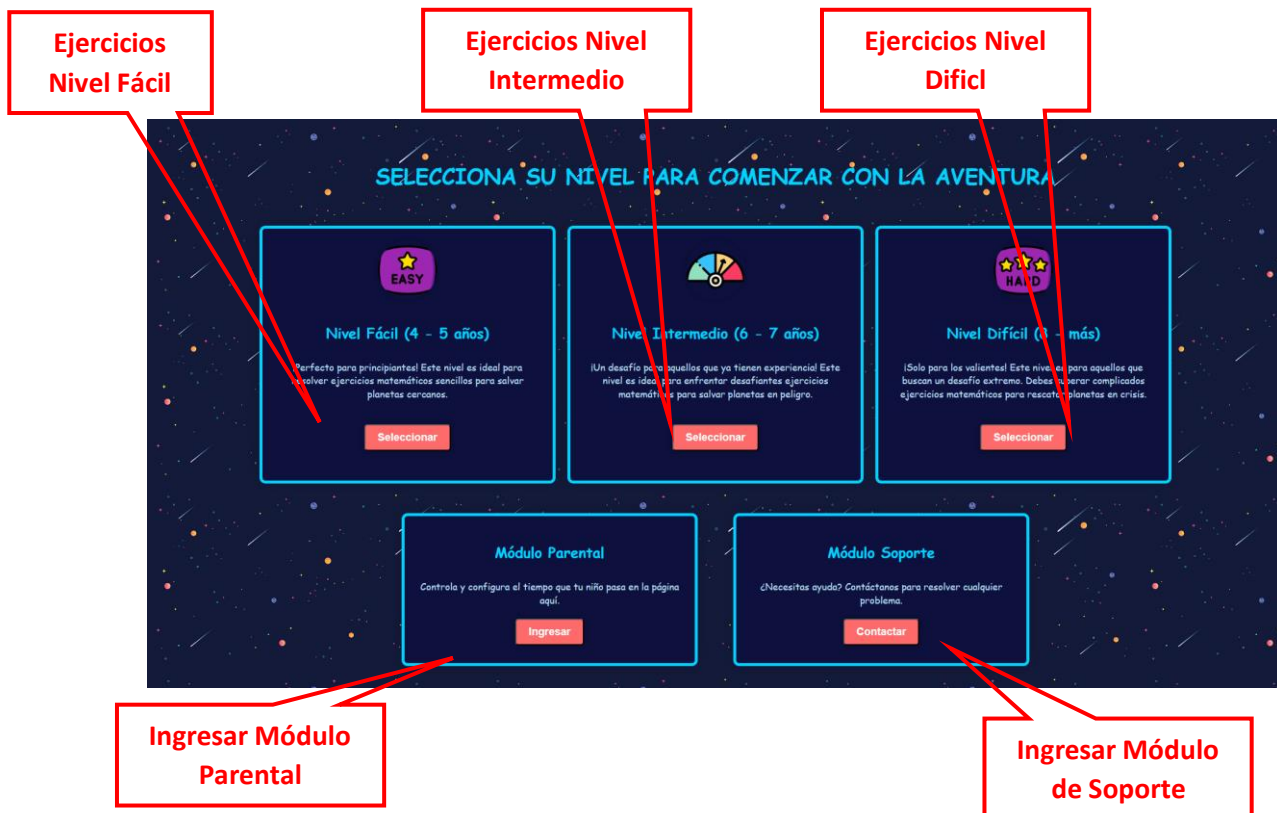 Ejercicios
Nivel Fácil
Ejercicios Nivel
Intermedio
Ejercicios Nivel
Dificl
SELECCIONA SU NIVEL PARA COMENZAR CON LA AVENTURA
EASY
HARD
Nivel Fácil (4 - 5 años)
¡Perfecto para principiantes! Este nivel es ideal para
resolver ejercicios matemáticos sencillos para salvar
planetas cercanos.
Seleccionar
Nivel Intermedio (6 - 7 años)
¡Un desafío para aquellos que ya tienen experiencia! Este
nivel es ideal para enfrentar desafiantes ejercicios
matemáticos para salvar planetas en peligro.
Seleccionar
Nivel Difícil (8 - más)
¡Solo para los valientes! Este nivel es para aquellos que
buscan un desafío extremo. Debes superar complicados
ejercicios matemáticos para rescatar planetas en crisis.
Seleccionar
Módulo Parental
Controla y configura el tiempo que tu niño pasa en la página
aquí.
Ingresar
Módulo Soporte
¿Necesitas ayuda? Contáctanos para resolver cualquier
problema.
Contactar
Ingresar Módulo
Parental
Ingresar Módulo
de Soporte